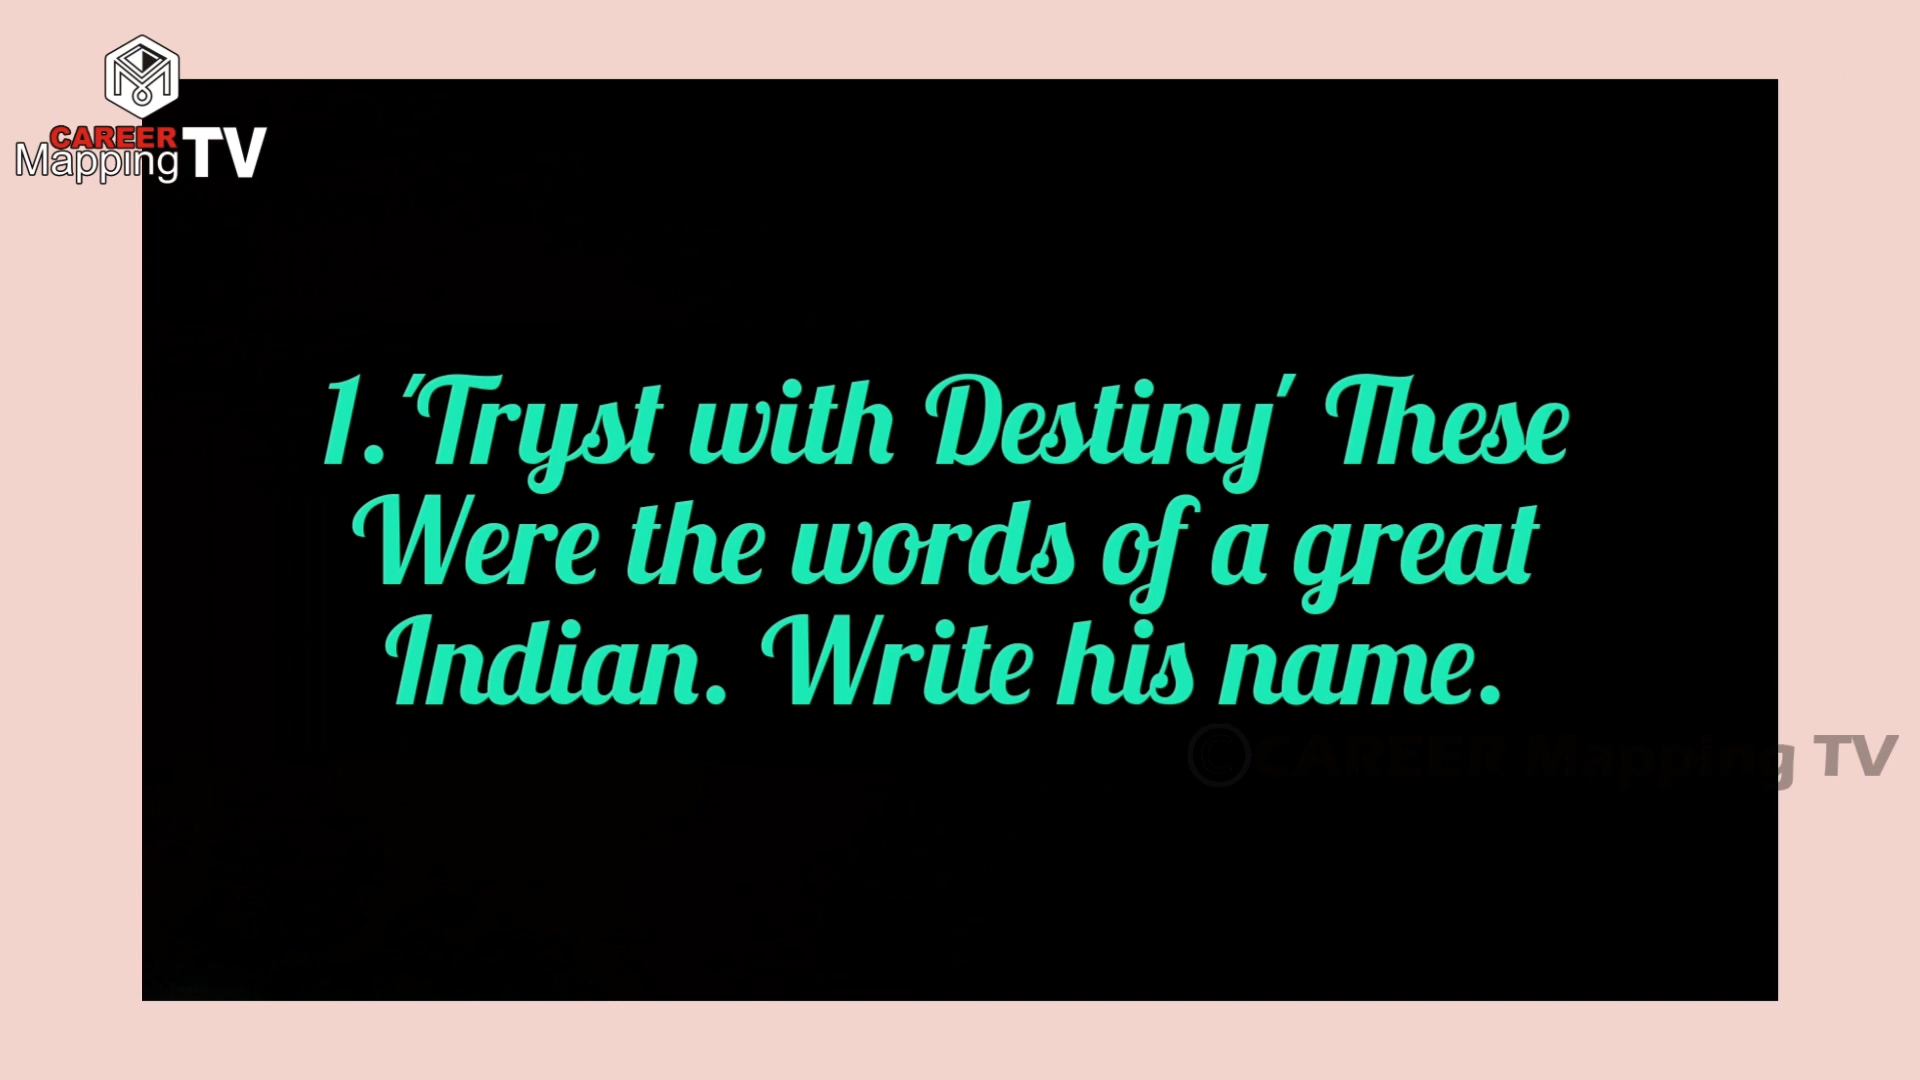 CAREER
Mapping TV
1.'Tryst with Destiny' These
Were the words of a great
Indian. Write his name.
©CAREER Mapping TV